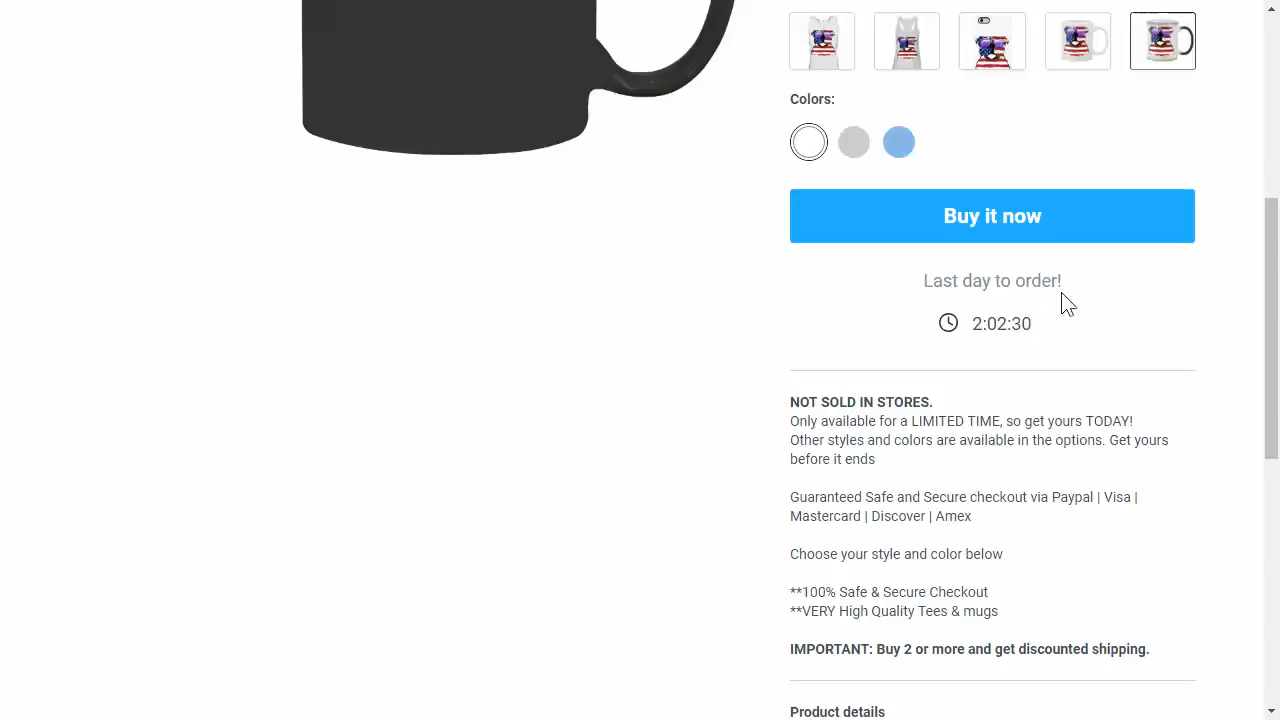 Colors:
Buy it now
Last day to order!
2:02:30
NOT SOLD IN STORES.
Only available for a LIMITED TIME, so get yours TODAY!
Other styles and colors are available in the options. Get yours
before it ends
Guaranteed Safe and Secure checkout via Paypal | Visa |
Mastercard | Discover | Amex
Choose your style and color below
**100% Safe & Secure Checkout
**VERY High Quality Tees & mugs
IMPORTANT: Buy 2 or more and get discounted shipping.
Product details